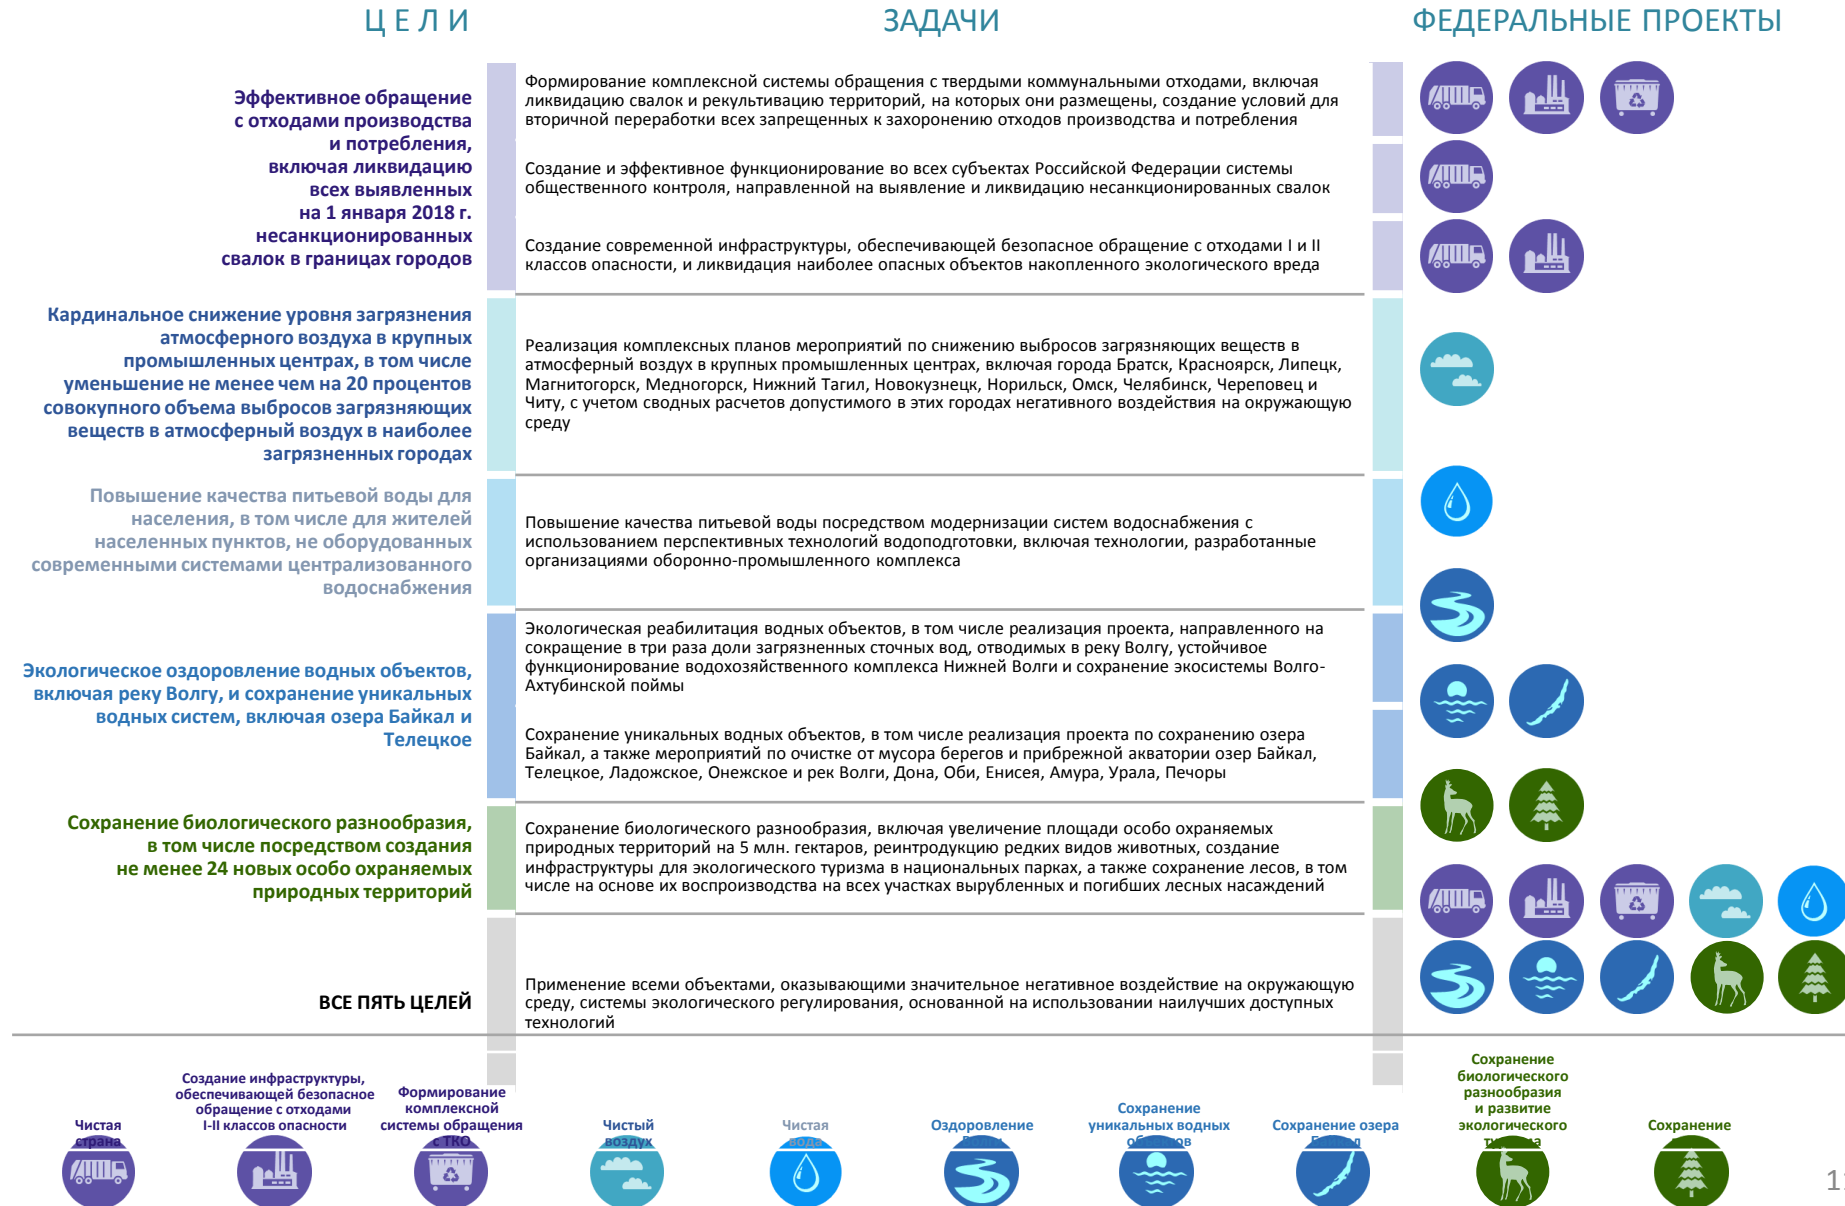 Ц Е Л И
ЗАДАЧИ
ФЕДЕРАЛЬНЫЕ ПРОЕКТЫ
Эффективное обращение
с отходами производства
и потребления,
включая ликвидацию
всех выявленных
на 1 января 2018 г.
несанкционированных
свалок в границах городов
Формирование комплексной системы обращения с твердыми коммунальными отходами, включая
ликвидацию свалок и рекультивацию территорий, на которых они размещены, создание условий для
вторичной переработки всех запрещенных к захоронению отходов производства и потребления
Создание и эффективное функционирование во всех субъектах Российской Федерации системы
общественного контроля, направленной на выявление и ликвидацию несанкционированных свалок
Создание современной инфраструктуры, обеспечивающей безопасное обращение с отходами I и II
классов опасности, и ликвидация наиболее опасных объектов накопленного экологического вреда
Кардинальное снижение уровня загрязнения
атмосферного воздуха в крупных
промышленных центрах, в том числе
уменьшение не менее чем на 20 процентов
совокупного объема выбросов загрязняющих
веществ в атмосферный воздух в наиболее
загрязненных городах
Реализация комплексных планов мероприятий по снижению выбросов загрязняющих веществ в
атмосферный воздух в крупных промышленных центрах, включая города Братск, Красноярск, Липецк,
Магнитогорск, Медногорск, Нижний Тагил, Новокузнецк, Норильск, Омск, Челябинск, Череповец и
Читу, с учетом сводных расчетов допустимого в этих городах негативного воздействия на окружающую
среду
Повышение качества питьевой воды для
населения, в том числе для жителей
населенных пунктов, не оборудованных
современными системами централизованного
водоснабжения
Повышение качества питьевой воды посредством модернизации систем водоснабжения с
использованием перспективных технологий водоподготовки, включая технологии, разработанные
организациями оборонно-промышленного комплекса
Экологическое оздоровление водных объектов,
включая реку Волгу, и сохранение уникальных
водных систем, включая озера Байкал и
Телецкое
Экологическая реабилитация водных объектов, в том числе реализация проекта, направленного на
сокращение в три раза доли загрязненных сточных вод, отводимых в реку Волгу, устойчивое
функционирование водохозяйственного комплекса Нижней Волги и сохранение экосистемы Волго-
Ахтубинской поймы
Сохранение уникальных водных объектов, в том числе реализация проекта по сохранению озера
Байкал, а также мероприятий по очистке от мусора берегов и прибрежной акватории озер Байкал,
Телецкое, Ладожское, Онежское и рек Волги, Дона, Оби, Енисея, Амура, Урала, Печоры
Сохранение биологического разнообразия,
в том числе посредством создания
не менее 24 новых особо охраняемых
природных территорий
Сохранение биологического разнообразия, включая увеличение площади особо охраняемых
природных территорий на 5 млн. гектаров, реинтродукцию редких видов животных, создание
инфраструктуры для экологического туризма в национальных парках, а также сохранение лесов, в том
числе на основе их воспроизводства на всех участках вырубленных и погибших лесных насаждений
ВСЕ ПЯТЬ ЦЕЛЕЙ
Применение всеми объектами, оказывающими значительное негативное воздействие на окружающую
среду, системы экологического регулирования, основанной на использовании наилучших доступных
технологий
Чистая
страна
Создание инфраструктуры,
обеспечивающей безопасное
обращение с отходами
I-II классов опасности
Формирование
комплексной
системы обращения
с ТКО
Чистый
воздух
Чистая
вода
Оздоровление
Сохранение
уникальных водных
Сохранение озера
Сохранение
биологического
разнообразия
и развитие
экологического
Сохранение